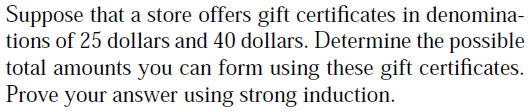 Suppose that a store offers gift certificates in denomina-
tions of 25 dollars and 40 dollars. Determine the possible
total amounts you can form using these gift certificates.
Prove your answer using strong induction.